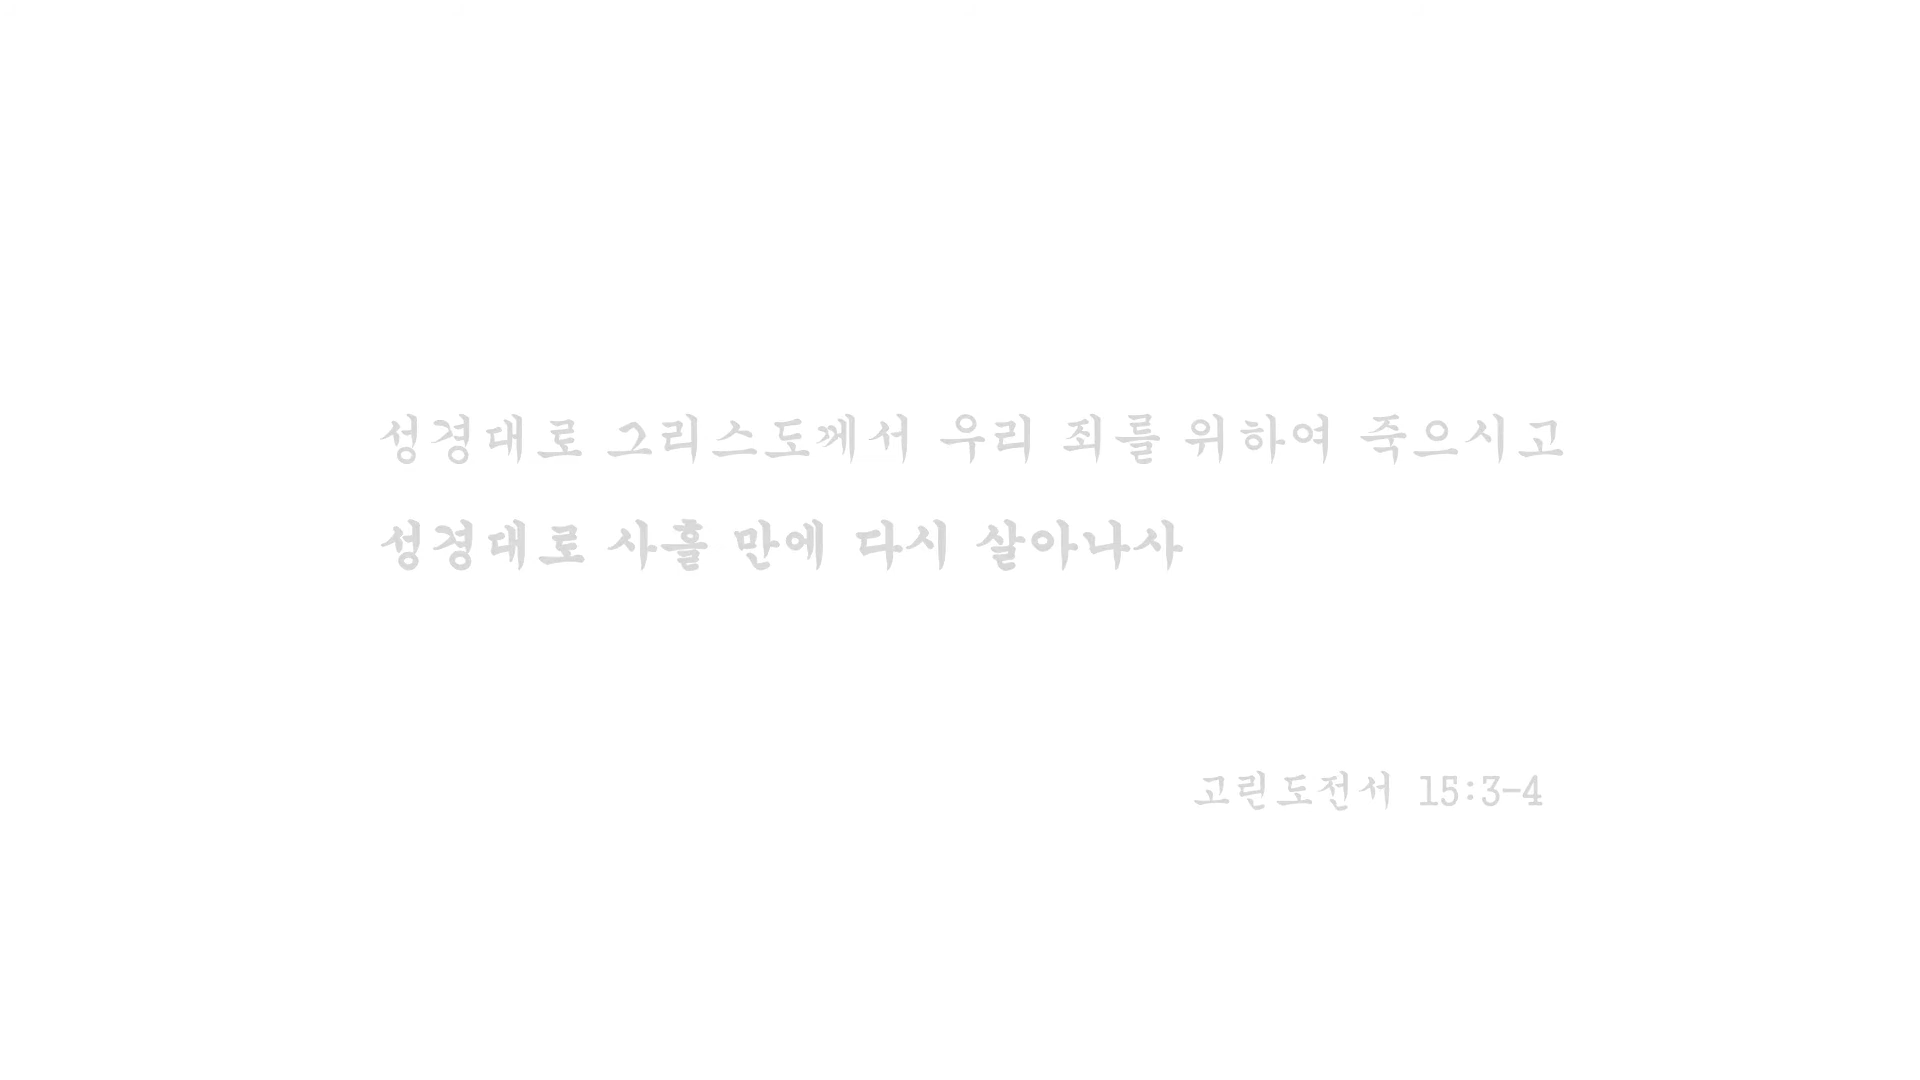 성경대로 그리스도께서 우리 죄를 위하여 죽으시고
성경대로 사흘 만에 다시 살아나사
고린도전서 15:3-4